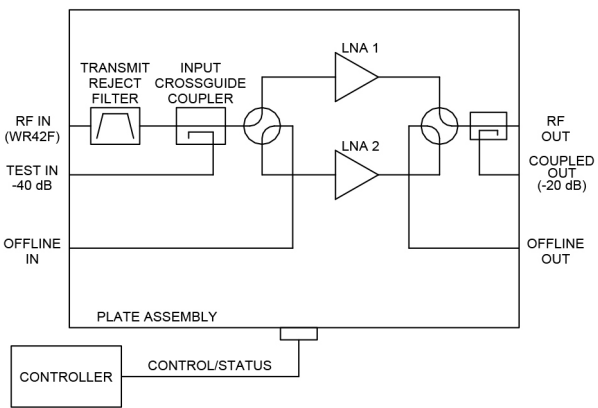 LNA 1
TRANSMIT
REJECT
FILTER
INPUT
CROSSGUIDE
COUPLER
RF IN
(WR42F)
RF
OUT
LNA 2
TEST IN
-40 dB
COUPLED
OUT
(-20 dB)
OFFLINE
IN
OFFLINE
OUT
PLATE ASSEMBLY
CONTROL/STATUS
CONTROLLER